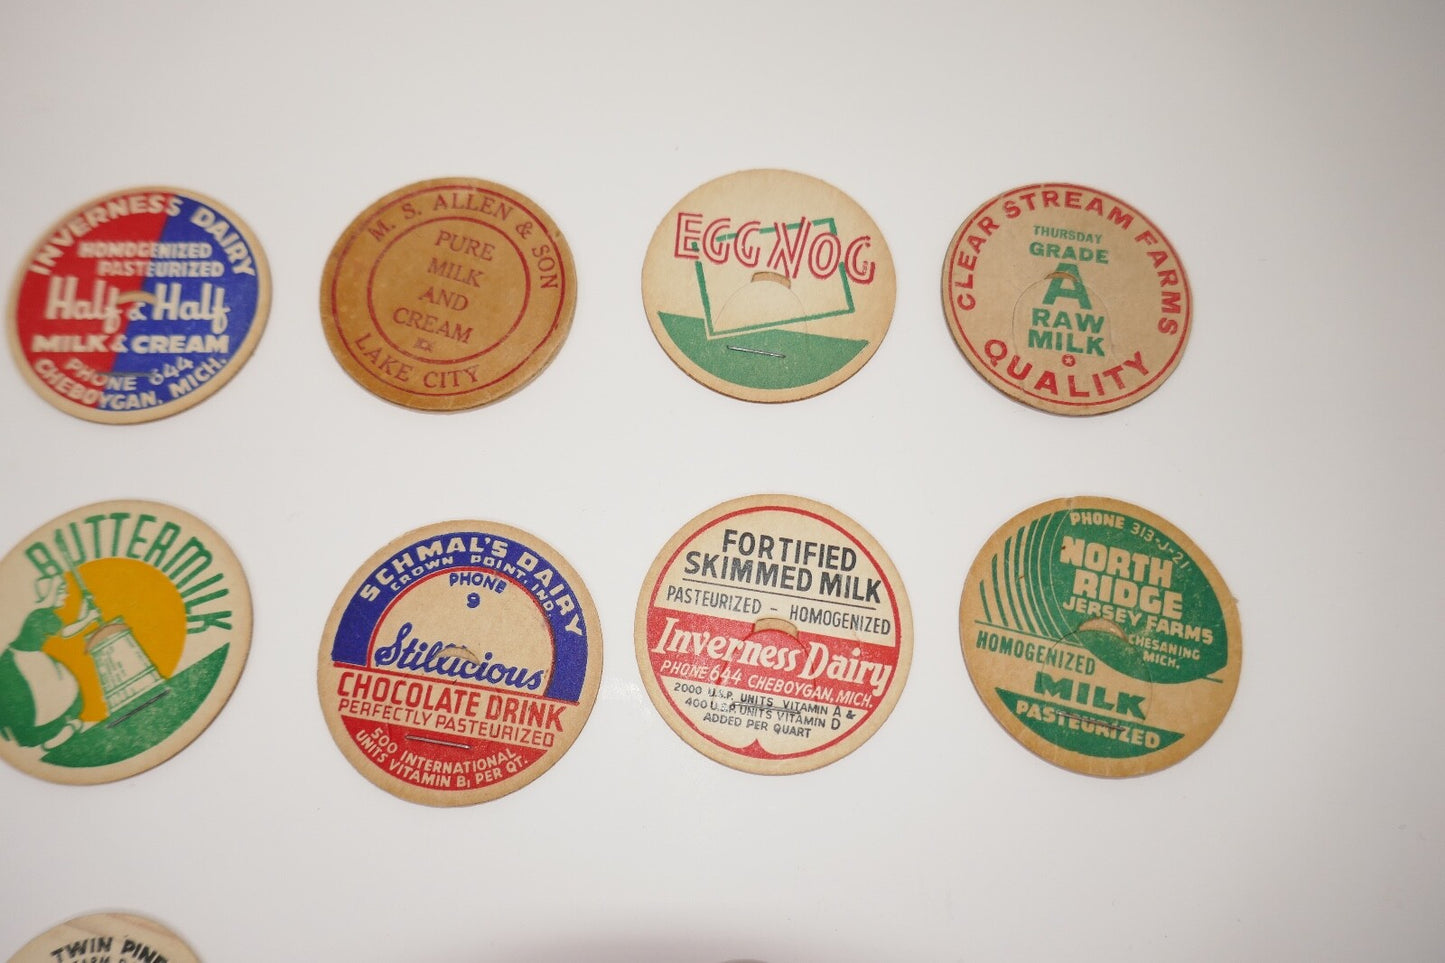 INVERNESS DAIRY
HOMOGENIZED
PASTEURIZED
Half & Half
MILK & CREAM
PHONE 644
CHEBOYGAN, MICH.
M. S. ALLEN & SON
PURE
MILK
AND
CREAM
LAKE CITY
EGG NOG
CLEAR STREAM FARMS
THURSDAY
GRADE
A
RAW
MILK
QUALITY
BUTTERMILK
SCHMAL'S DAIRY
CROWN POINT, IND.
PHONE
9
Stilacious
CHOCOLATE DRINK
PERFECTLY PASTEURIZED
500 INTERNATIONAL
UNITS VITAMIN B, PER QT.
FORTIFIED
SKIMMED MILK
PASTEURIZED - HOMOGENIZED
Inverness Dairy
PHONE 644 CHEBOYGAN, MICH.
2000 U.S.P. UNITS VITAMIN A &
400 U.S.P. UNITS VITAMIN D
ADDED PER QUART
PHONE 313-J-21
NORTH
RIDGE
JERSEY FARMS
CHESANING
MICH.
HOMOGENIZED
MILK
PASTEURIZED
TWIN PINE